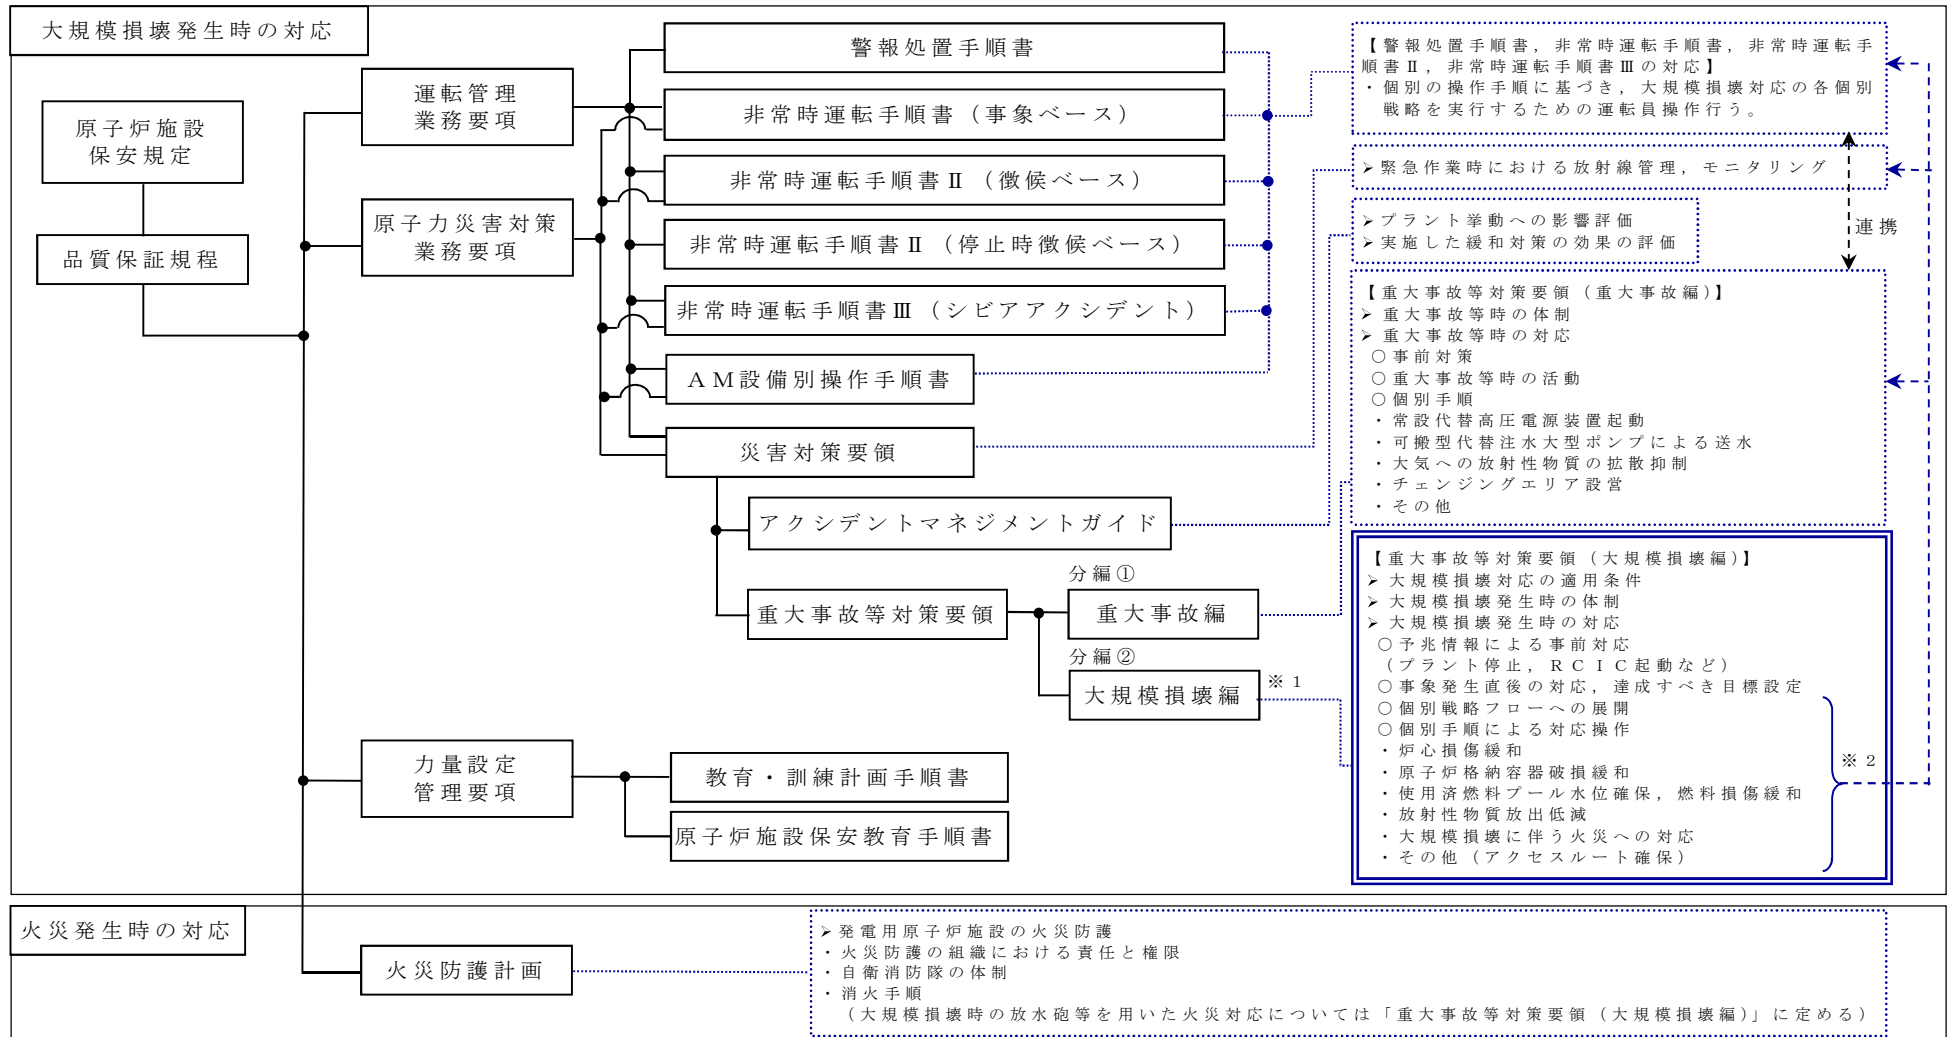 大規模損壊発生時の対応
原子炉施設
保安規定
品質保証規程
運転管理
業務要項
原子力災害対策
業務要項
警報処置手順書
非常時運転手順書（事象ベース）
非常時運転手順書Ⅱ（徴候ベース）
非常時運転手順書Ⅱ（停止時徴候ベース）
非常時運転手順書Ⅲ（シビアアクシデント）
ＡＭ設備別操作手順書
災害対策要領
アクシデントマネジメントガイド
重大事故等対策要領
分編①
重大事故編
分編②
大規模損壊編
※１
力量設定
管理要項
教育・訓練計画手順書
原子炉施設保安教育手順書
【警報処置手順書，非常時運転手順書，非常時運転手
順書Ⅱ，非常時運転手順書Ⅲの対応】
・個別の操作手順に基づき，大規模損壊対応の各個別
戦略を実行するための運転員操作行う。
➢緊急作業時における放射線管理，モニタリング
➢プラント挙動への影響評価
➢実施した緩和対策の効果の評価
連携
【重大事故等対策要領（重大事故編）】
➢ 重大事故等時の体制
➢ 重大事故等時の対応
○事前対策
○重大事故等時の活動
○個別手順
・常設代替高圧電源装置起動
・可搬型代替注水大型ポンプによる送水
・大気への放射性物質の拡散抑制
・チェンジングエリア設営
・その他
【重大事故等対策要領（大規模損壊編）】
➢ 大規模損壊対応の適用条件
➢ 大規模損壊発生時の体制
➢ 大規模損壊発生時の対応
○予兆情報による事前対応
（プラント停止，ＲＣＩＣ起動など）
○事象発生直後の対応，達成すべき目標設定
○個別戦略フローへの展開
○個別手順による対応操作
・炉心損傷緩和
・原子炉格納容器破損緩和
・使用済燃料プール水位確保，燃料損傷緩和
・放射性物質放出低減
・大規模損壊に伴う火災への対応
・その他（アクセスルート確保）
※２
火災発生時の対応
火災防護計画
➢発電用原子炉施設の火災防護
・火災防護の組織における責任と権限
・自衛消防隊の体制
・消火手順
（大規模損壊時の放水砲等を用いた火災対応については「重大事故等対策要領（大規模損壊編）」に定める）